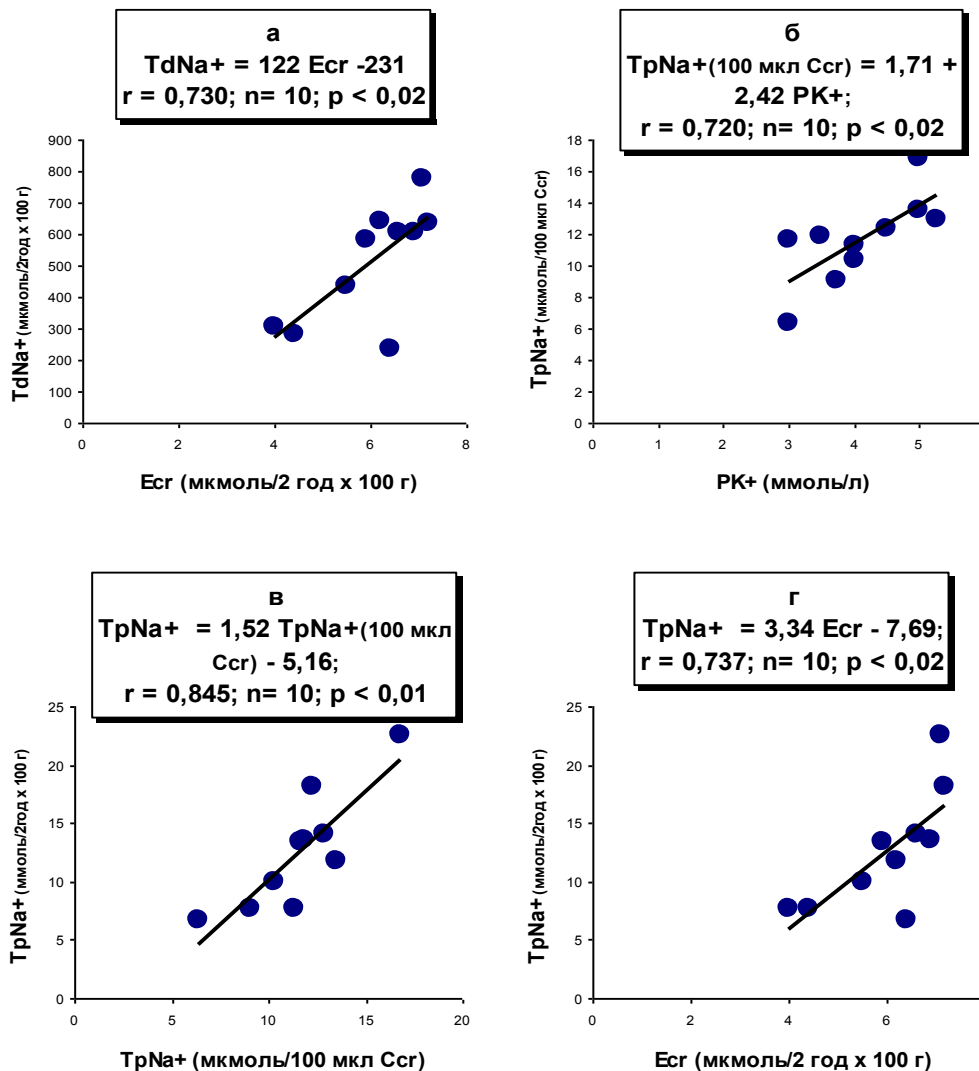 а
TdNa+ = 122 Ecr -231
r = 0,730; n= 10; p < 0,02
TdNa+ (мкмоль/2год х 100 г)
900
800
700
600
500
400
300
200
100
0
0 2 4 6 8
Ecr (мкмоль/2 год х 100 г)
б
TpNa+(100 мкл Ccr) = 1,71 +
2,42 PK+;
r = 0,720; n= 10; p < 0,02
TpNa+ (мкмоль/100 мкл Ccr)
18
16
14
12
10
8
6
4
2
0
0 1 2 3 4 5
PK+ (ммоль/л)
в
TpNa+ = 1,52 TpNa+(100 мкл
Ccr) - 5,16;
r = 0,845; n= 10; p < 0,01
TpNa+ (ммоль/2год х 100 г)
25
20
15
10
5
0
0 5 10 15 20
TpNa+ (мкмоль/100 мкл Ccr)
г
TpNa+ = 3,34 Ecr - 7,69;
r = 0,737; n= 10; p < 0,02
TpNa+ (ммоль/2год х 100 г)
25
20
15
10
5
0
0 2 4 6
Ecr (мкмоль/2 год х 100 г)